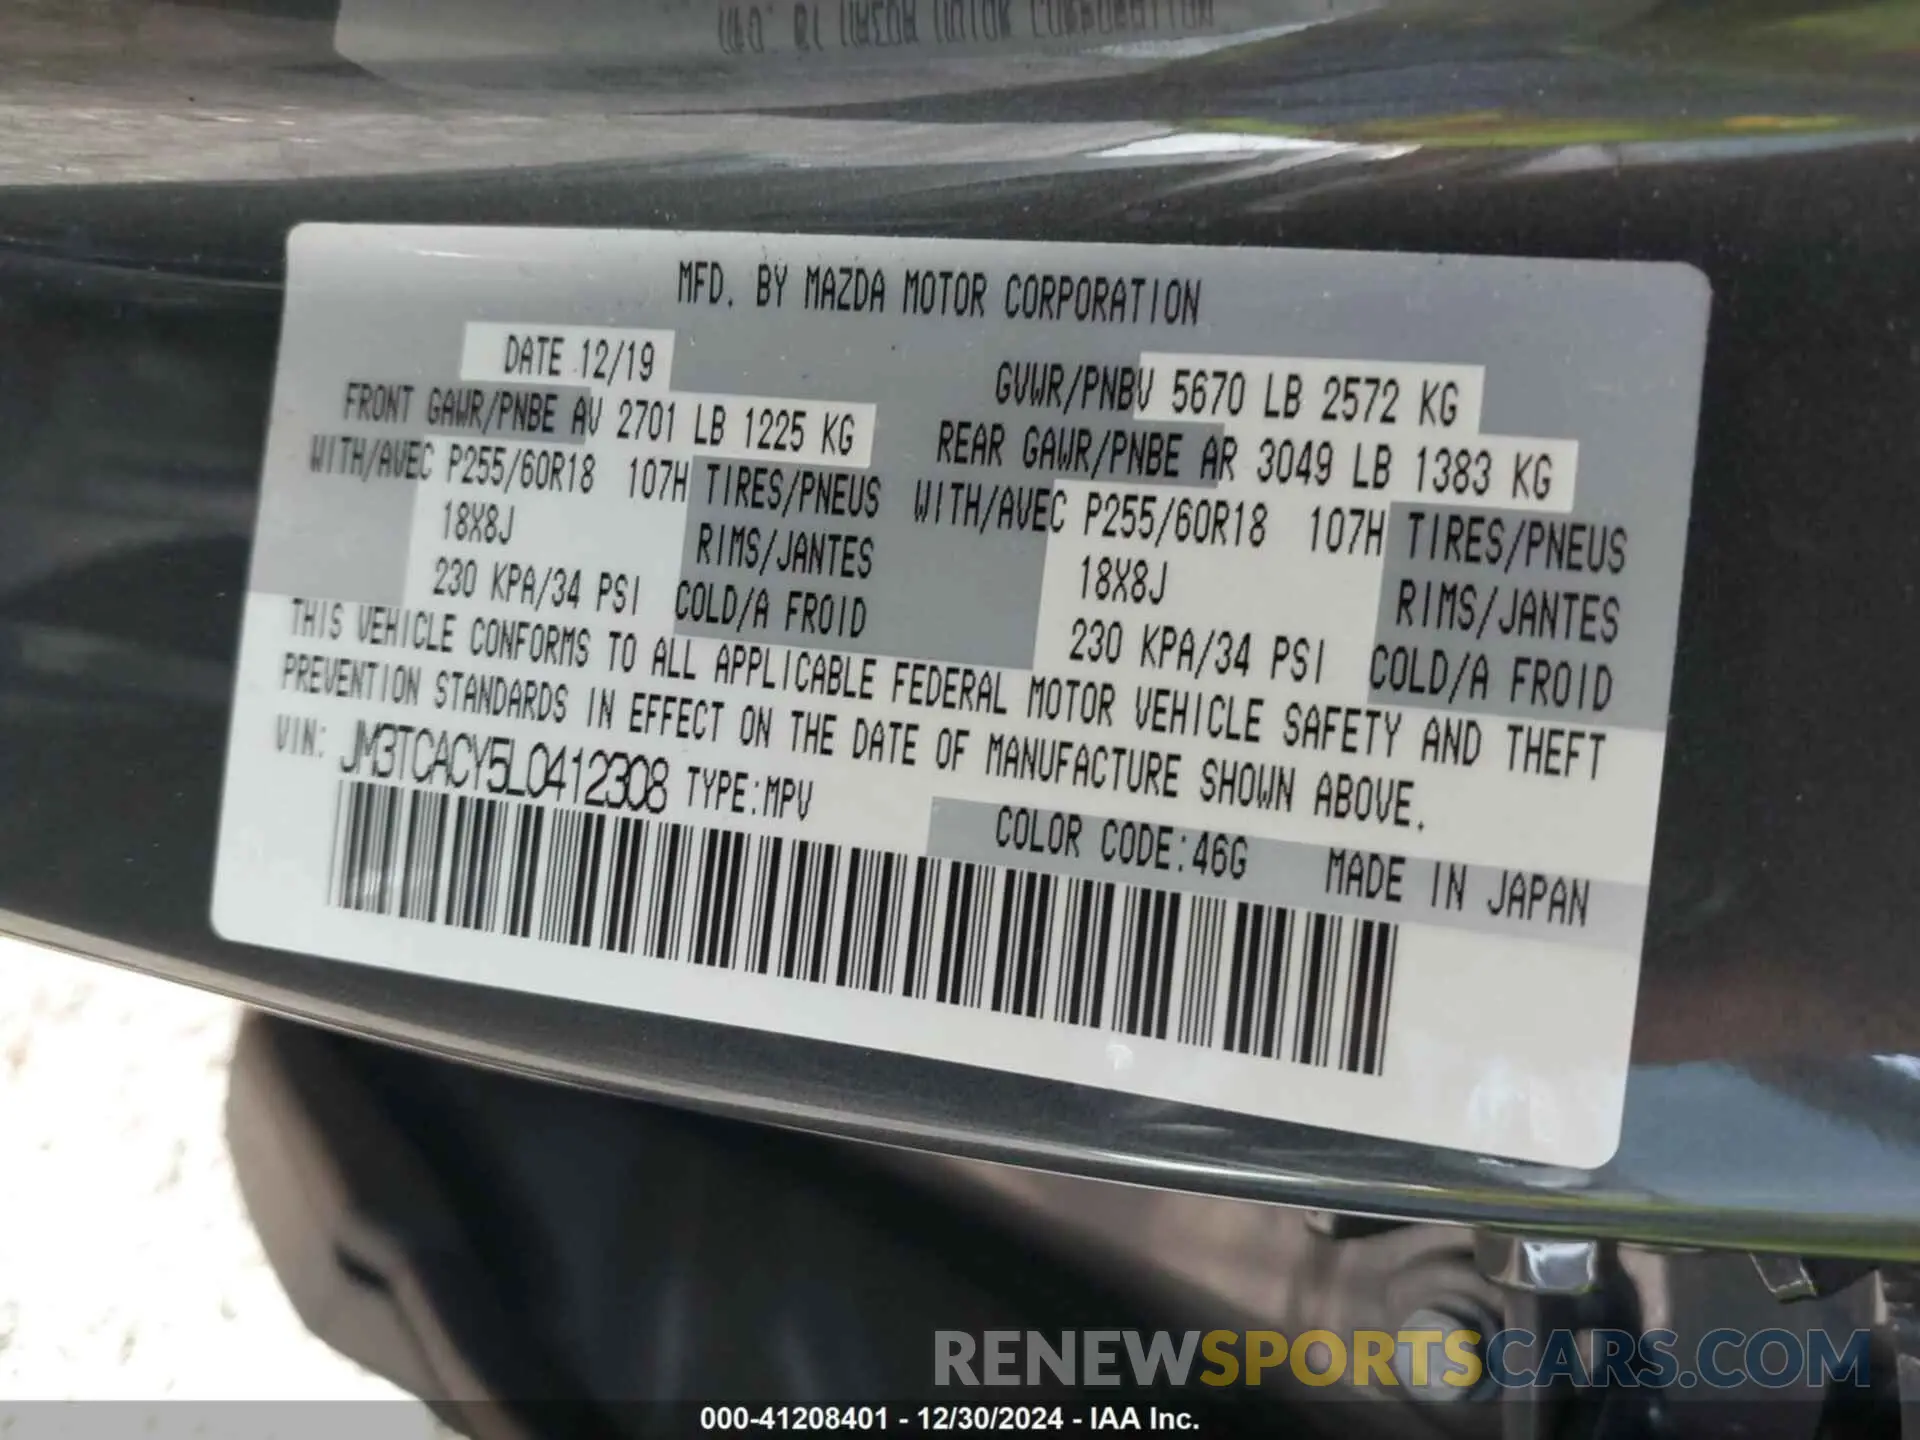 MFD. BY MAZDA MOTOR CORPORATION
DATE 12/19
GVWR/PNBV 5670 LB 2572 KG
FRONT GAWR/PNBE AV 2701 LB 1225 KG
REAR GAWR/PNBE AR 3049 LB 1383 KG
WITH/AVEC P255/60R18 107H TIRES/PNEUS
WITH/AVEC P255/60R18 107H TIRES/PNEUS
18X8J RIMS/JANTES
18X8J RIMS/JANTES
230 KPA/34 PSI COLD/A FROID
230 KPA/34 PSI COLD/A FROID
THIS VEHICLE CONFORMS TO ALL APPLICABLE FEDERAL MOTOR VEHICLE SAFETY AND THEFT
PREVENTION STANDARDS IN EFFECT ON THE DATE OF MANUFACTURE SHOWN ABOVE.
VIN: JM3TCACY5L0412308 TYPE:MPV
COLOR CODE:46G MADE IN JAPAN
RENEWSPORTSCARS.COM
000-41208401 - 12/30/2024 - IAA Inc.